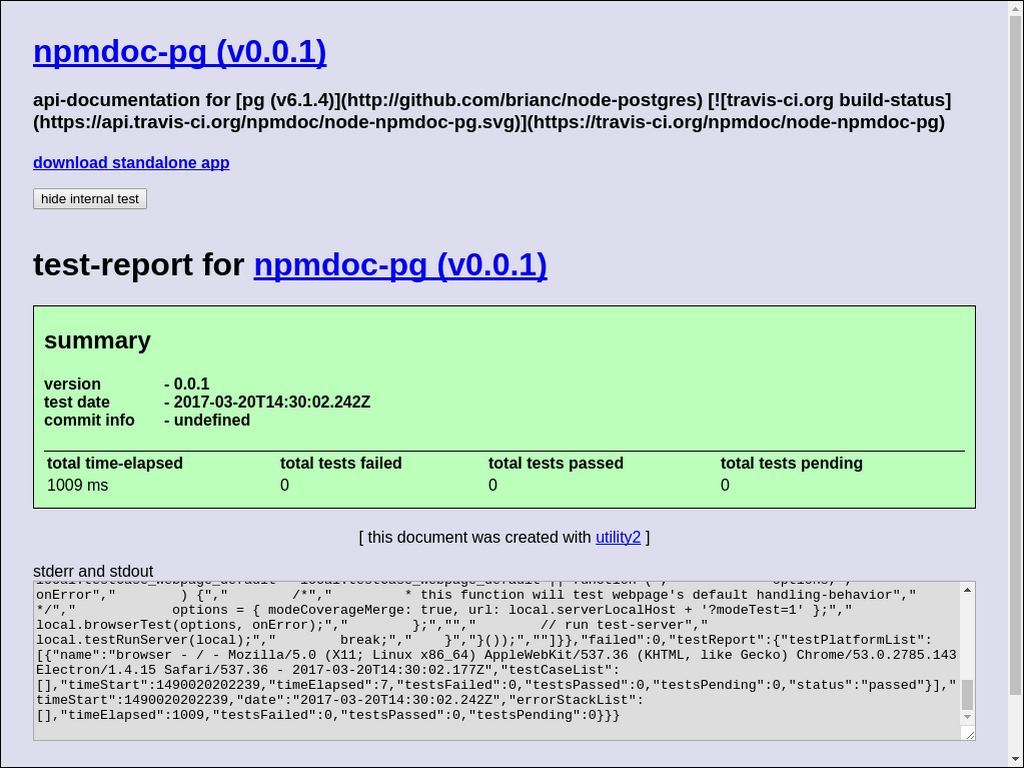 npmdoc-pg (v0.0.1)
api-documentation for [pg (v6.1.4)](http://github.com/brianc/node-postgres) [![travis-ci.org build-status]
(https://api.travis-ci.org/npmdoc/node-npmdoc-pg.svg)](https://travis-ci.org/npmdoc/node-npmdoc-pg)
download standalone app
hide internal test
test-report for npmdoc-pg (v0.0.1)
summary
version - 0.0.1
test date - 2017-03-20T14:30:02.242Z
commit info - undefined
total time-elapsed total tests failed total tests passed total tests pending
1009 ms 0 0 0
[ this document was created with utility2 ]
stderr and stdout
local.testCase_webpage_default = local.testCase_webpage_default || function (","            options,"
onError","        ) {","        /*","         * this function will test webpage's default handling-behavior","
*/","            options = { modeCoverageMerge: true, url: local.serverLocalHost + '?modeTest=1' };","
local.browserTest(options, onError);","        };","","        // run test-server","
local.testRunServer(local);","        break;","    }","}());",""]}},"failed":0,"testReport":{"testPlatformList":
[{"name":"browser - / - Mozilla/5.0 (X11; Linux x86_64) AppleWebKit/537.36 (KHTML, like Gecko) Chrome/53.0.2785.143
Electron/1.4.15 Safari/537.36 - 2017-03-20T14:30:02.177Z","testCaseList":
[],"timeStart":1490020202239,"timeElapsed":7,"testsFailed":0,"testsPassed":0,"testsPending":0,"status":"passed"}],"
timeStart":1490020202239,"date":"2017-03-20T14:30:02.242Z","errorStackList":
[],"timeElapsed":1009,"testsFailed":0,"testsPassed":0,"testsPending":0}}}